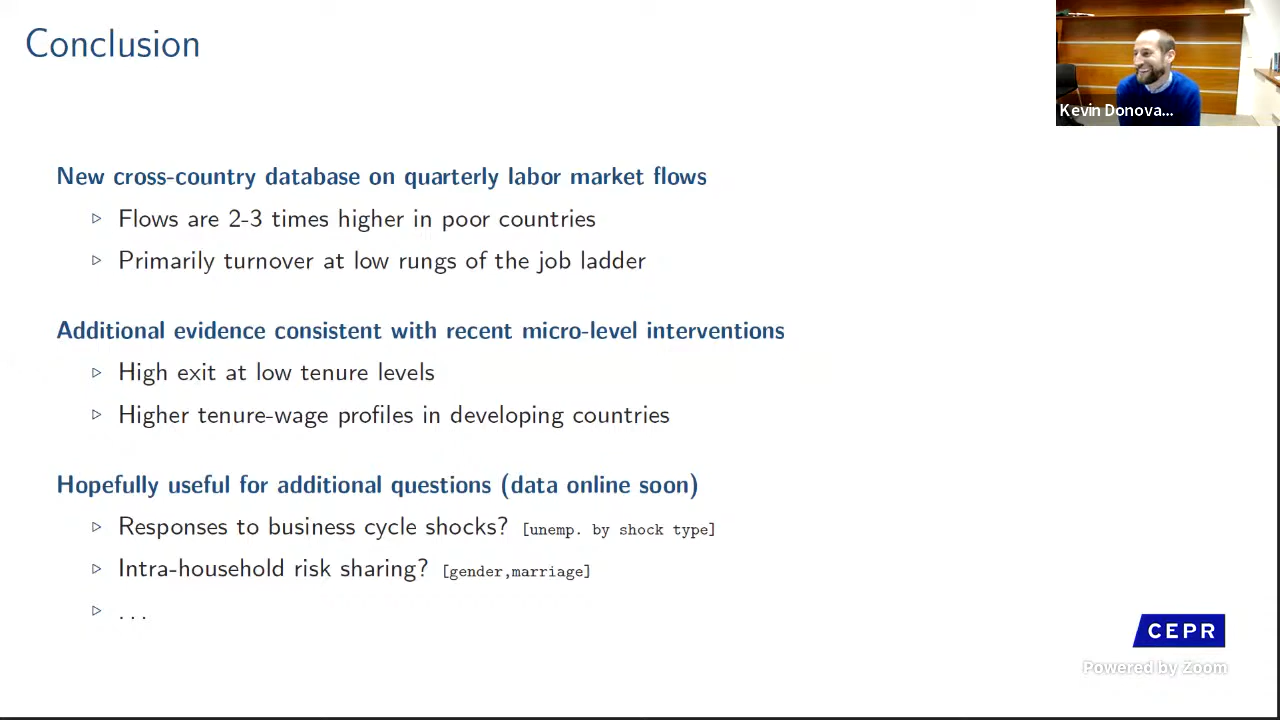 Conclusion
Kevin Donova...
New cross-country database on quarterly labor market flows
▷ Flows are 2-3 times higher in poor countries
▷ Primarily turnover at low rungs of the job ladder
Additional evidence consistent with recent micro-level interventions
▷ High exit at low tenure levels
▷ Higher tenure-wage profiles in developing countries
Hopefully useful for additional questions (data online soon)
▷ Responses to business cycle shocks? [unemp. by shock type]
▷ Intra-household risk sharing? [gender,marriage]
▷ ...
CEPR
Powered by Zoom